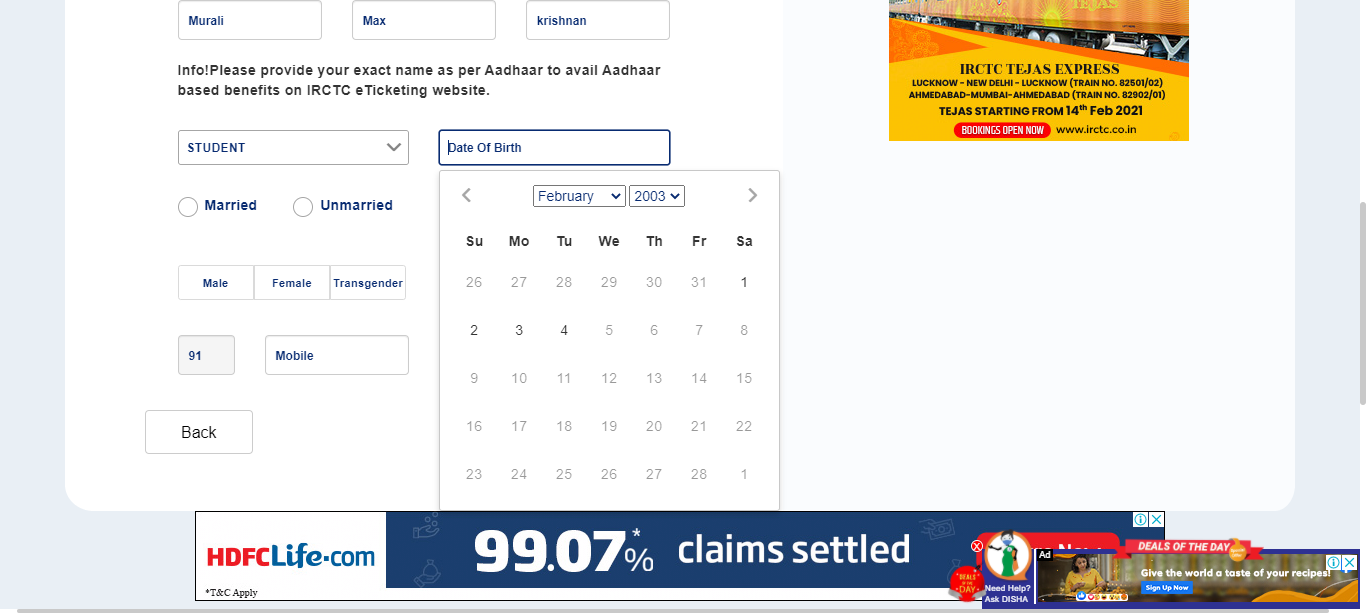 Murali Max krishnan
Info!Please provide your exact name as per Aadhaar to avail Aadhaar
based benefits on IRCTC eTicketing website.
STUDENT
Date Of Birth
Married Unmarried
Male Female Transgender
91 Mobile
Back
February 2003
Su Mo Tu We Th Fr Sa
26 27 28 29 30 31 1
2 3 4 5 6 7 8
9 10 11 12 13 14 15
16 17 18 19 20 21 22
23 24 25 26 27 28 1
TEJAS
IRCTC TEJAS EXPRESS
LUCKNOW - NEW DELHI - LUCKNOW (TRAIN NO. 82501/02)
AHMEDABAD-MUMBAI-AHMEDABAD (TRAIN NO. 82902/01)
TEJAS STARTING FROM 14th Feb 2021
BOOKINGS OPEN NOW www.irctc.co.in
HDFCLife.com
*T&C Apply
99.07*% claims settled
DEALS OF THE DAY
DEALS OF THE DAY
Need Help?
Ask DISHA
Ad
Give the world a taste of your recipes!
Sign Up Now